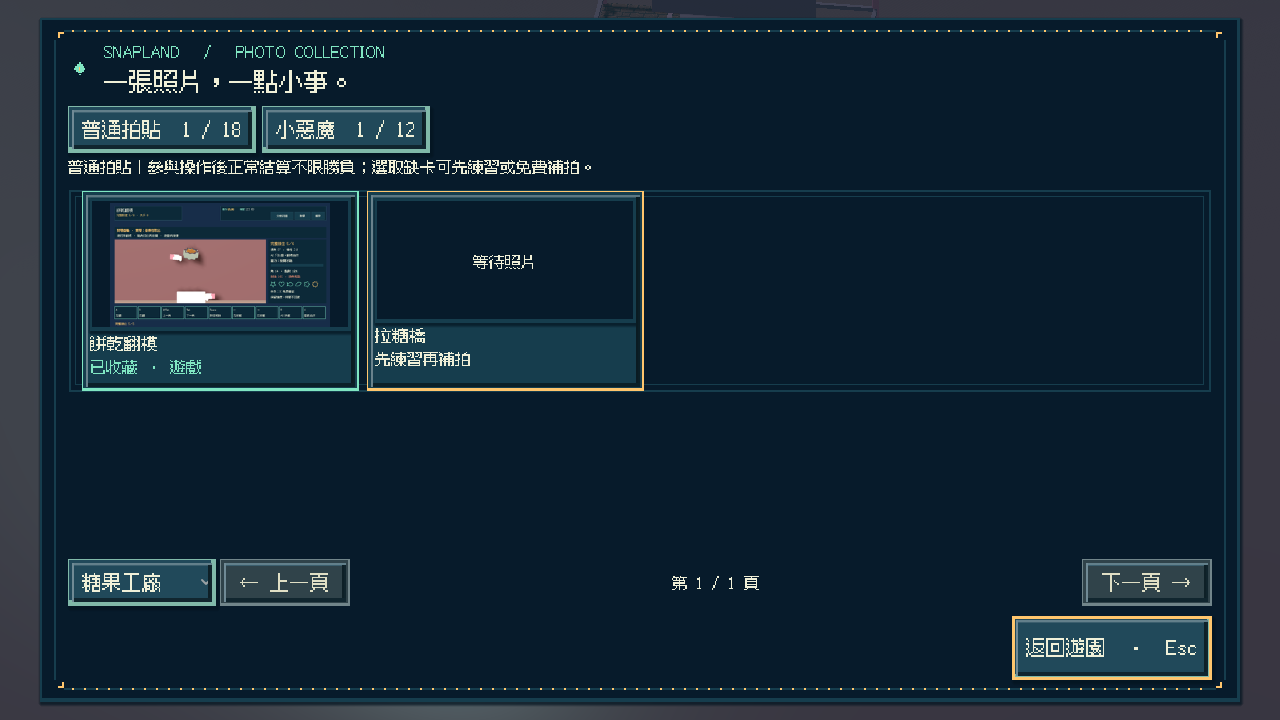 SNAPLAND / PHOTO COLLECTION
一張照片，一點小事。
普通拍貼 1 / 18
小惡魔 1 / 12
普通拍貼｜參與操作後正常結算不限勝負；選取缺卡可先練習或免費補拍。
等待照片
餅乾翻模
已收藏 · 遊戲
拉糖橋
先練習再補拍
糖果工廠
← 上一頁
第 1 / 1 頁
下一頁 →
返回遊園 · Esc